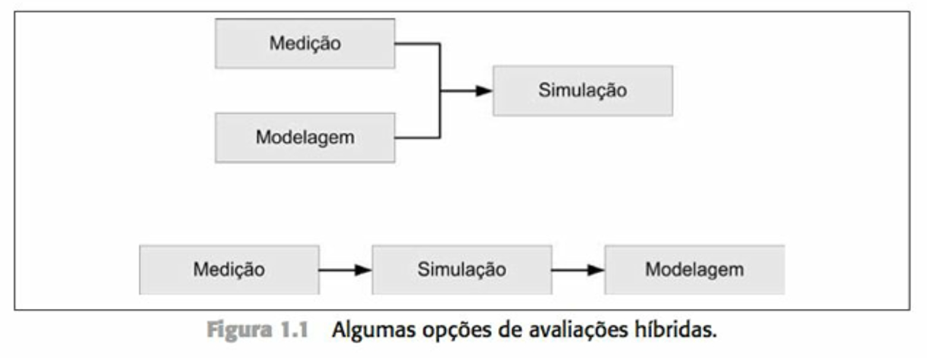 Medição
Simulação
Modelagem
Medição Simulação Modelagem
Figura 1.1 Algumas opções de avaliações híbridas.